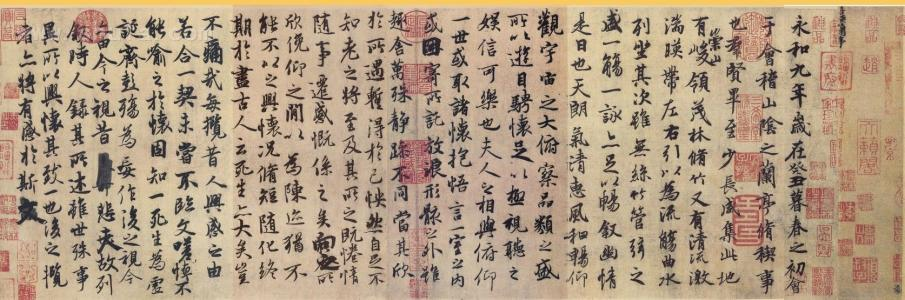 永和九年歲在癸丑暮春之初會
于會稽山陰之蘭亭脩稧事
也羣賢畢至少長咸集此地
有崇山峻領茂林脩竹又有清流激
湍暎帶左右引以為流觴曲水
列坐其次雖無絲竹管弦之
盛一觴一詠亦足以暢敘幽情
是日也天朗氣清惠風和暢仰
觀宇宙之大俯察品類之盛
所以遊目騁懷足以極視聽之
娛信可樂也夫人之相與俯仰
一世或取諸懷抱悟言一室之內
或因寄所託放浪形骸之外雖
趣舍萬殊靜躁不同當其欣
於所遇蹔得於己怏然自足不
知老之將至及其所之既惓情
隨事遷感慨係之矣向之所
欣俛仰之閒以為陳迹猶不
能不以之興懷況脩短隨化終
期於盡古人云死生亦大矣豈
不痛哉每攬昔人興感之由
若合一契未嘗不臨文嗟悼不
能喻之於懷固知一死生為虛
誕齊彭殤為妄作後之視今
亦由今之視昔悲夫故列
敘時人錄其所述雖世殊事
異所以興懷其致一也後之攬
者亦將有感於斯文